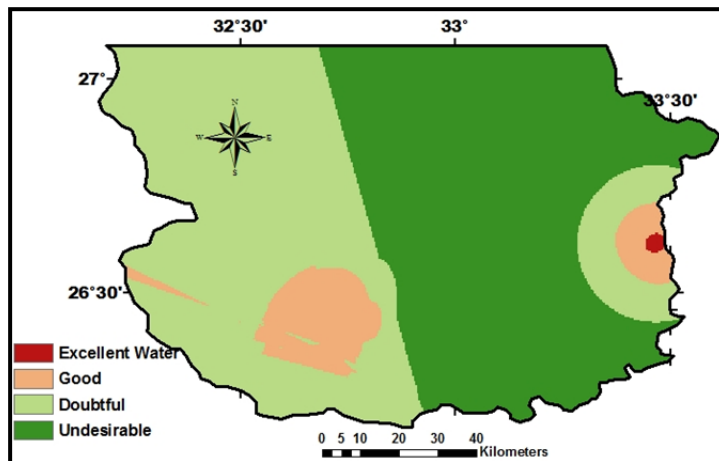 32°30' 33°
27°
33°30'
N
W E
S
26°30'
Excellent Water
Good
Doubtful
Undesirable
0 5 10 20 30 40
Kilometers